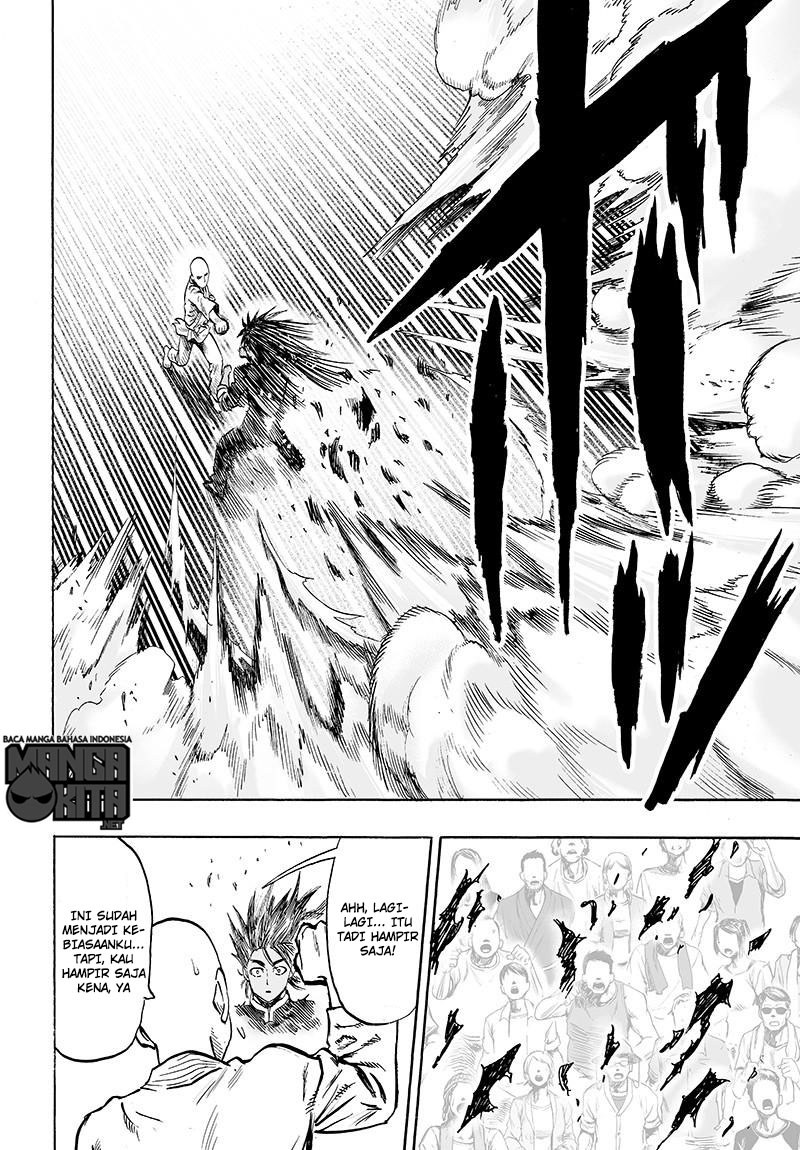 BACA MANGA BAHASA INDONESIA
MANGA
KITA
.NET
AHH, LAGI-
LAGI... ITU
TADI HAMPIR
SAJA!
INI SUDAH
MENJADI KE-
BIASAANKU...
TAPI, KAU
HAMPIR SAJA
KENA, YA